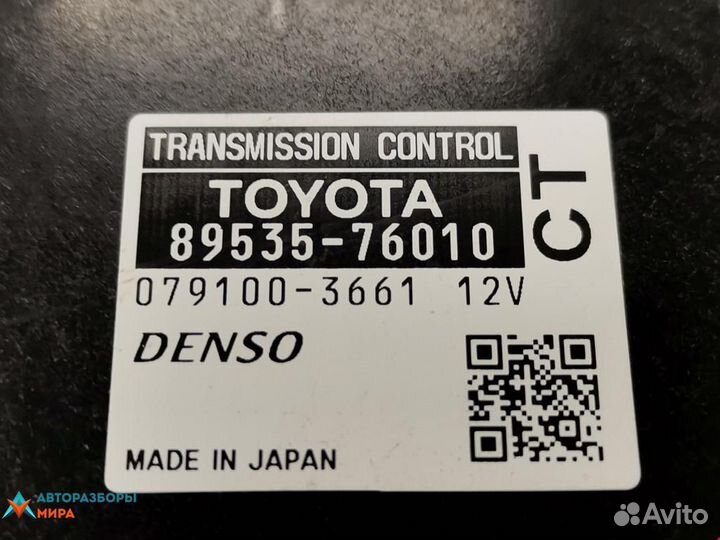 TRANSMISSION CONTROL
TOYOTA
89535-76010
CT
079100-3661 12V
DENSO
MADE IN JAPAN
АВТОРАЗБОРЫ
МИРА
Avito